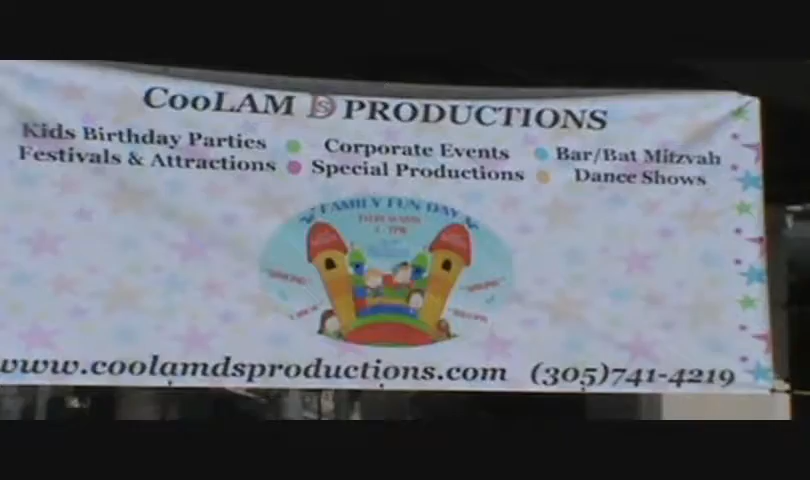 CooLAM DS PRODUCTIONS
Kids Birthday Parties Corporate Events Bar/Bat Mitzvah
Festivals & Attractions Special Productions Dance Shows
FAMILY FUN DAY
www.coolamdsproductions.com (305)741-4219